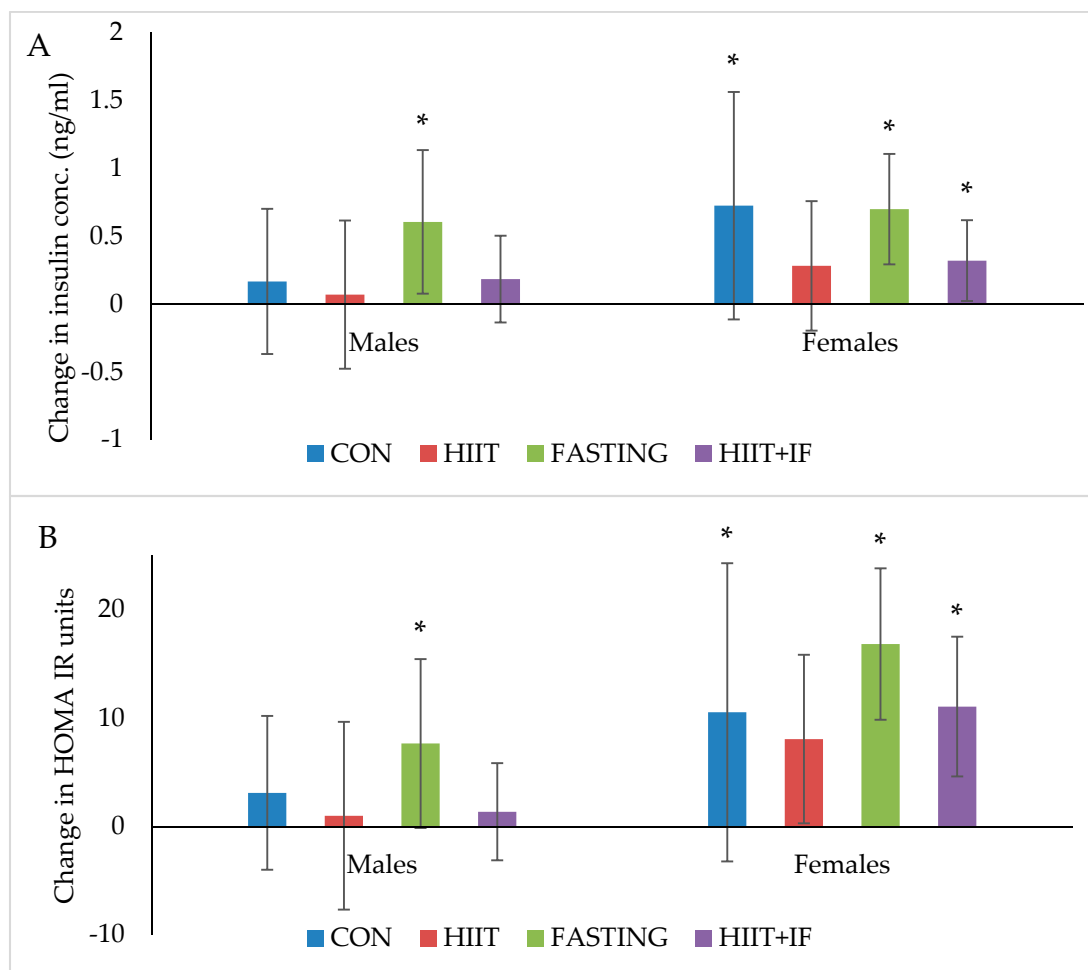 A
Change in insulin conc. (ng/ml)
2
1.5
1
0.5
0
-0.5
-1
*
*
*
*
Males
Females
CON HIIT FASTING HIIT+IF
B
Change in HOMA IR units
20
10
0
-10
*
*
*
*
Males
Females
CON HIIT FASTING HIIT+IF